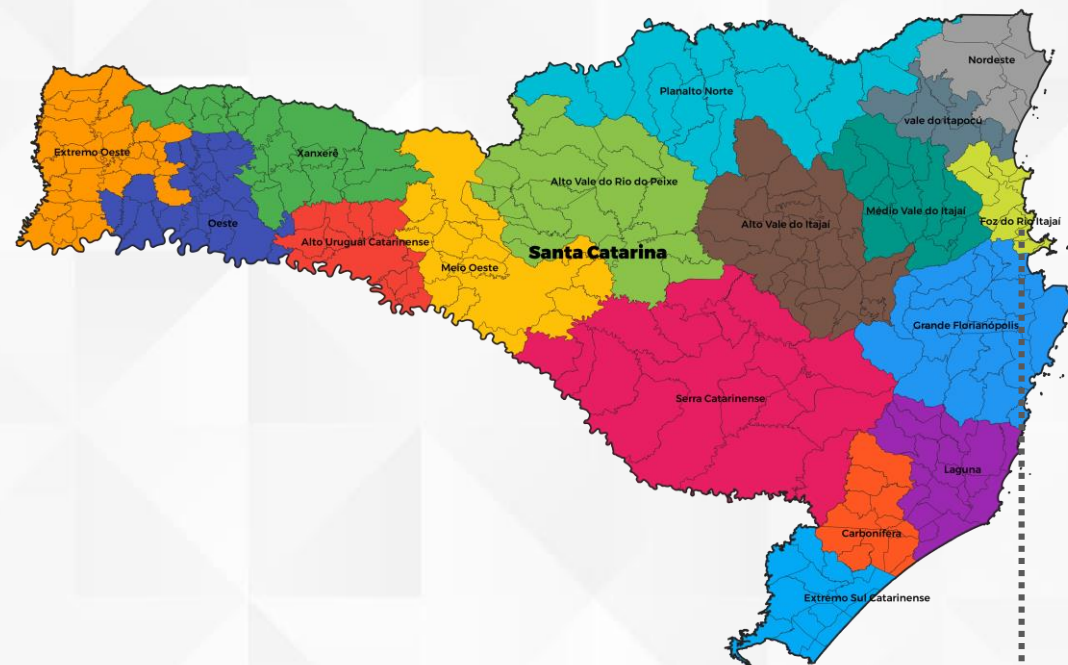 Nordeste
Planalto Norte
vale do Itapocú
Extremo Oeste
Xanxerê
Alto Vale do Rio do Peixe
Médio Vale do Itajaí
Oeste
Alto Vale do Itajaí
Foz do Rio Itajaí
Alto Uruguai Catarinense
Santa Catarina
Meio Oeste
Grande Florianópolis
Serra Catarinense
Laguna
Carbonífera
Extremo Sul Catarinense